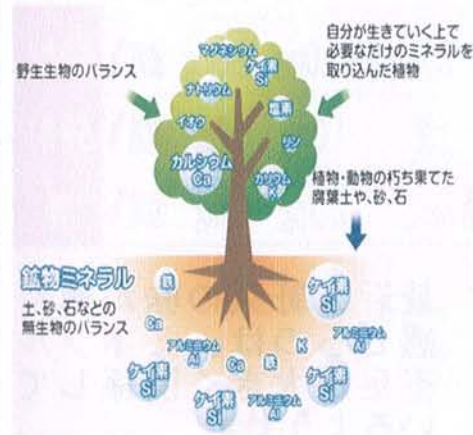 自分が生きていく上で
必要なだけのミネラルを
取り込んだ植物
野生生物のバランス
マグネシウム
ケイ素
Si
ナトリウム
塩素
イオウ
リン
カルシウム
Ca
カリウム
K
植物・動物の朽ち果てた
腐葉土や、砂、石
鉱物ミネラル
土、砂、石などの
無生物のバランス
鉄
ケイ素
Si
Ca
アルミニウム
Al
K
アルミニウム
Al
Ca
鉄
ケイ素
Si
ケイ素
Si
ケイ素
Si
アルミニウム
Al